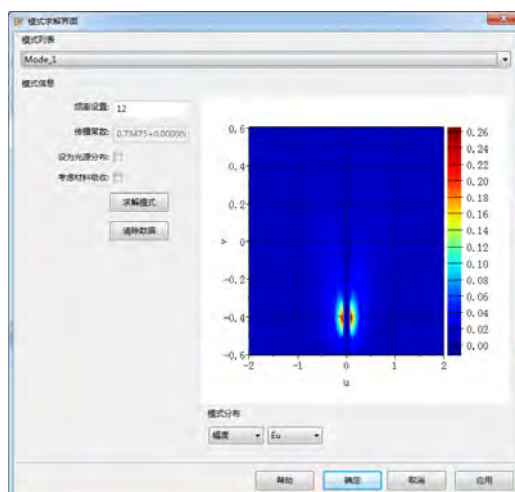 模式求解界面
模式列表
Mode_1
模式信息
频率设置: 12
传播常数:
设为光源分布:
考虑材料吸收:
求解模式
清除数据
0.6
0.4
0.2
0
-0.2
-0.4
-0.6
v
-2 -1 0 1 2
u
0.26
0.24
0.22
0.20
0.18
0.16
0.14
0.12
0.10
0.08
0.06
0.04
0.02
0.00
模式分布
幅度 Eu
帮助 确定 取消 应用